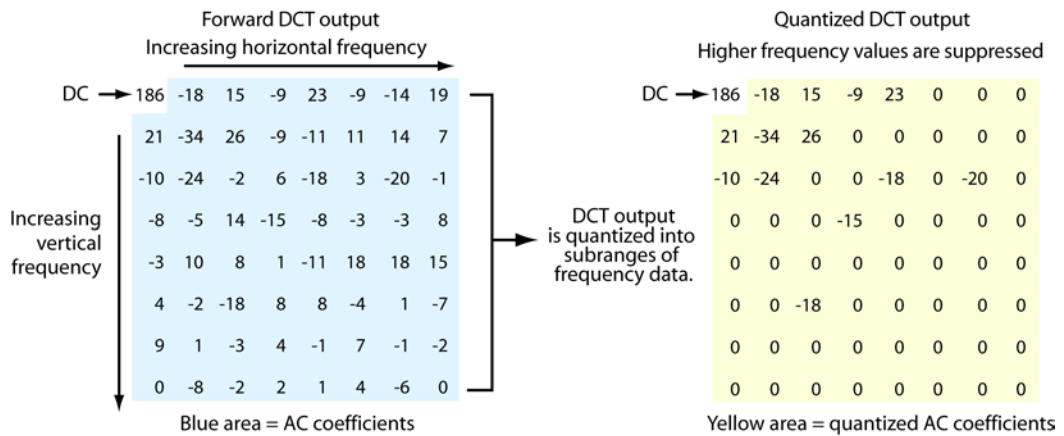 Forward DCT output
Increasing horizontal frequency
DC 186 -18 15 -9 23 -9 -14 19
21 -34 26 -9 -11 11 14 7
-10 -24 -2 6 -18 3 -20 -1
-8 -5 14 -15 -8 -3 -3 8
-3 10 8 1 -11 18 18 15
4 -2 -18 8 8 -4 1 -7
9 1 -3 4 -1 7 -1 -2
0 -8 -2 2 1 4 -6 0
Increasing
vertical
frequency
Blue area = AC coefficients
DCT output
is quantized into
subranges of
frequency data.
Quantized DCT output
Higher frequency values are suppressed
DC 186 -18 15 -9 23 0 0 0
21 -34 26 0 0 0 0 0
-10 -24 0 0 -18 0 -20 0
0 0 0 -15 0 0 0 0
0 0 0 0 0 0 0 0
0 0 -18 0 0 0 0 0
0 0 0 0 0 0 0 0
0 0 0 0 0 0 0 0
Yellow area = quantized AC coefficients